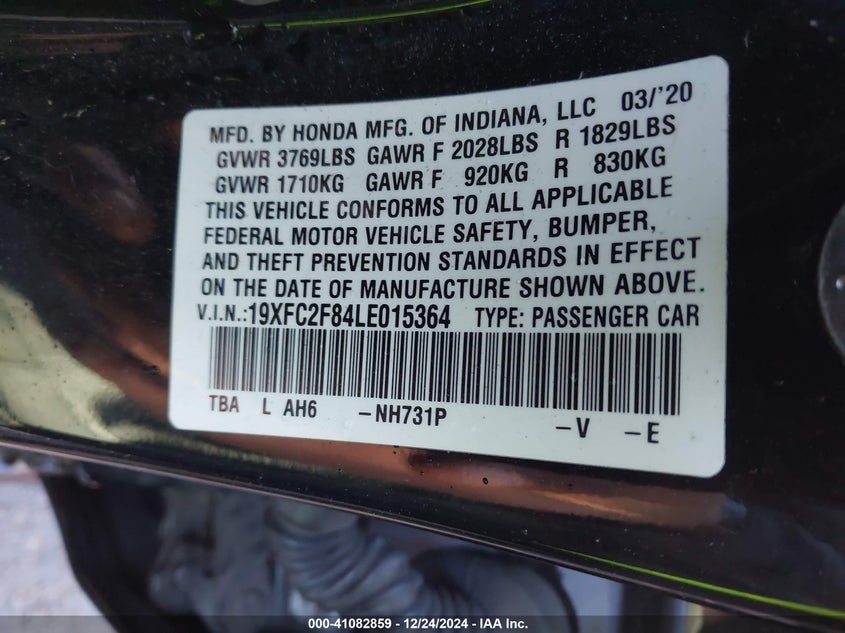 MFD. BY HONDA MFG. OF INDIANA, LLC 03/'20
GVWR 3769LBS GAWR F 2028LBS R 1829LBS
GVWR 1710KG GAWR F 920KG R 830KG
THIS VEHICLE CONFORMS TO ALL APPLICABLE
FEDERAL MOTOR VEHICLE SAFETY, BUMPER,
AND THEFT PREVENTION STANDARDS IN EFFECT
ON THE DATE OF MANUFACTURE SHOWN ABOVE.
V.I.N.:19XFC2F84LE015364 TYPE: PASSENGER CAR
TBA L AH6 –NH731P –V –E
000-41082859 - 12/24/2024 - IAA Inc.